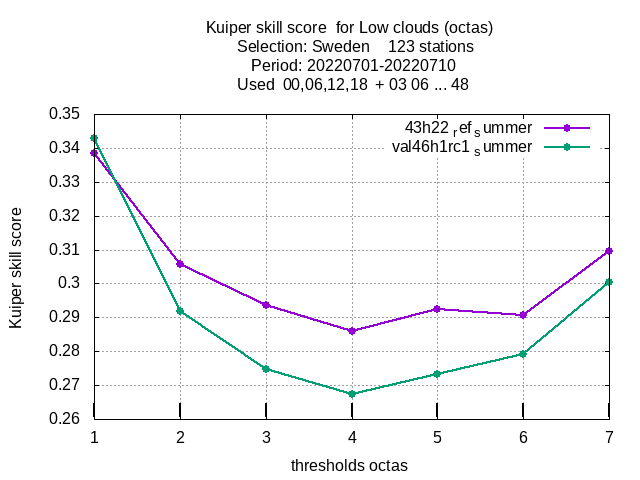 Kuiper skill score for Low clouds (octas)
Selection: Sweden 123 stations
Period: 20220701-20220710
Used 00,06,12,18 + 03 06 ... 48
0.35
0.34
0.33
0.32
0.31
0.3
0.29
0.28
0.27
0.26
Kuiper skill score
43h22 ref summer
val46h1rc1 summer
1 2 3 4 5 6 7
thresholds octas